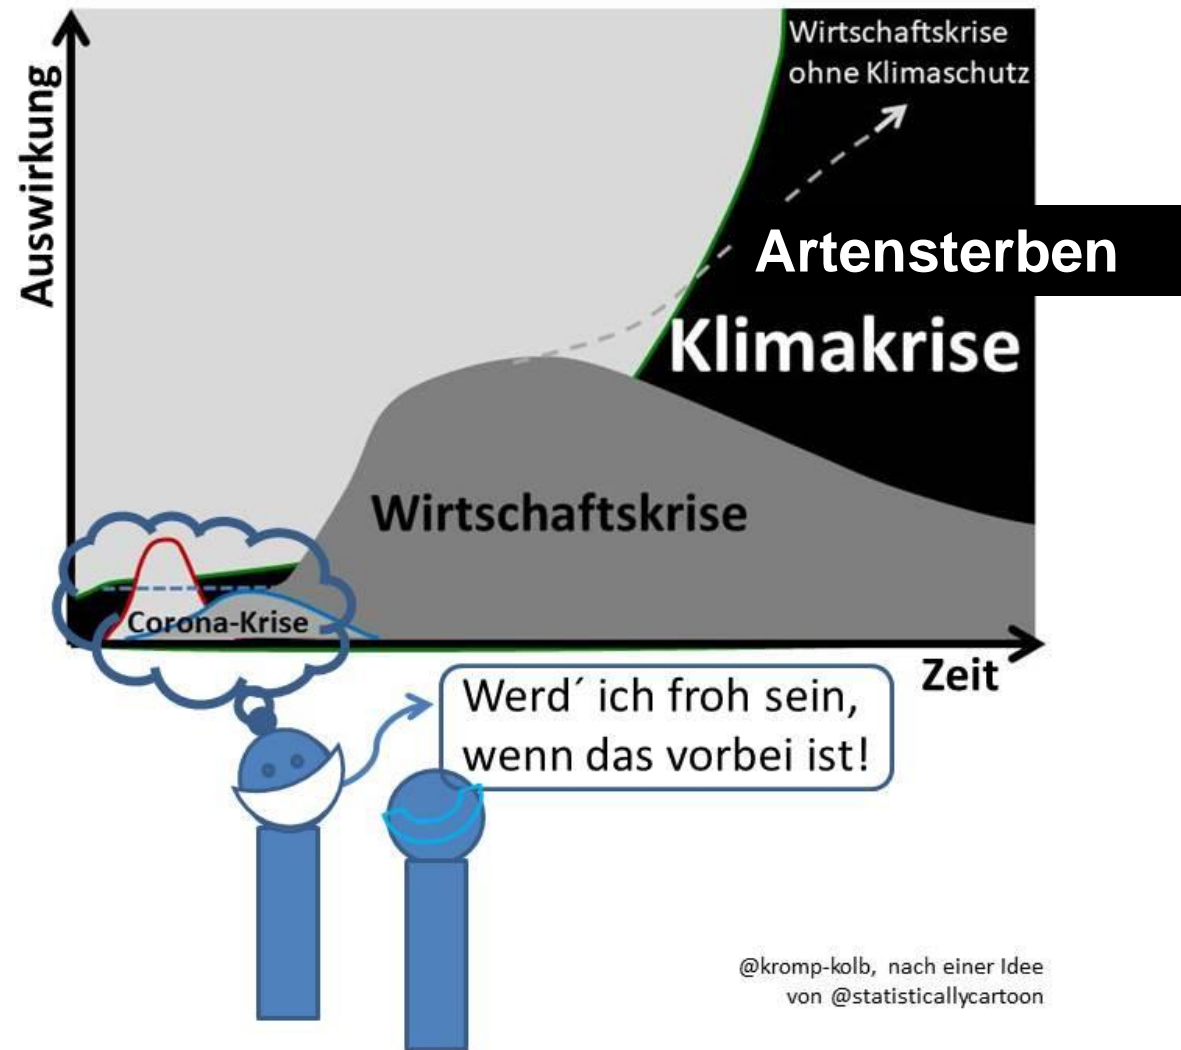 Auswirkung
Wirtschaftskrise
ohne Klimaschutz
Artensterben
Klimakrise
Wirtschaftskrise
Corona-Krise
Zeit
Werd´ ich froh sein,
wenn das vorbei ist!
@kromp-kolb, nach einer Idee
von @statisticallycartoon